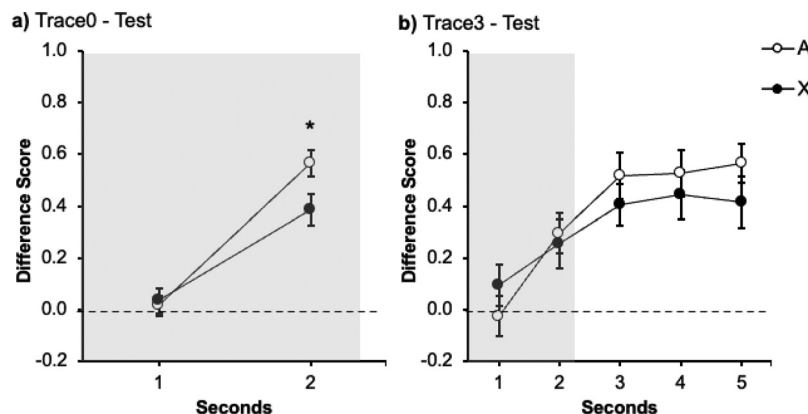 a) Trace0 - Test
1.0
0.8
0.6
0.4
0.2
0.0
-0.2
Difference Score
*
1 2
Seconds
b) Trace3 - Test
1.0
0.8
0.6
0.4
0.2
0.0
-0.2
Difference Score
1 2 3 4 5
Seconds
A
X